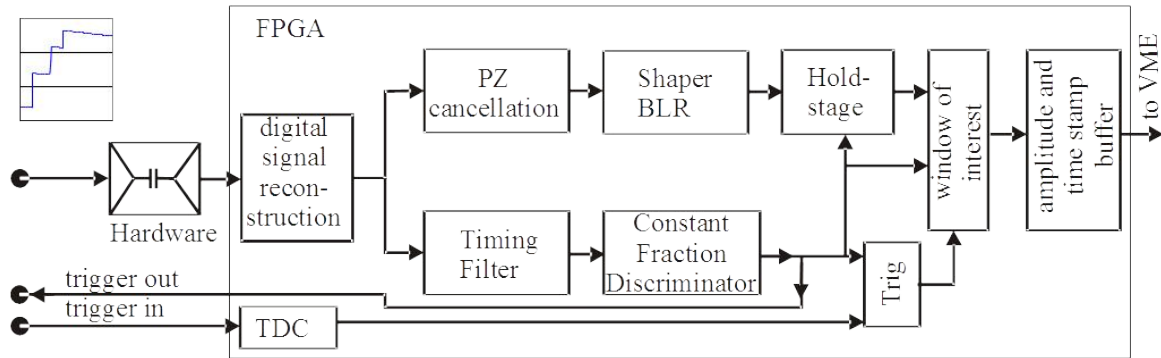 FPGA
PZ
cancellation
Shaper
BLR
Hold-
stage
window of
interest
amplitude and
time stamp
buffer
to VME
digital
signal
recon-
struction
Hardware
Timing
Filter
Constant
Fraction
Discriminator
Trig
trigger out
trigger in
TDC